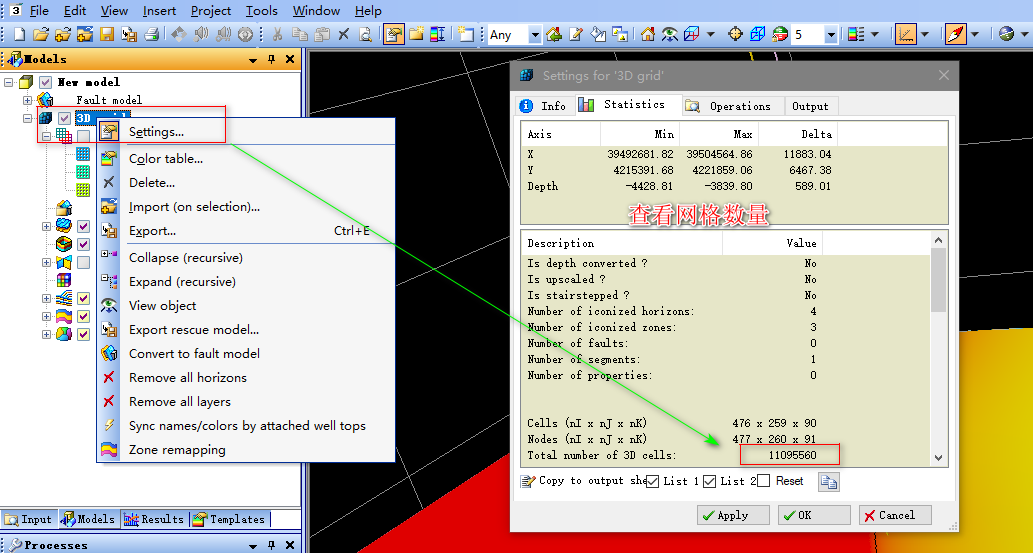 File Edit View Insert Project Tools Window Help
Any
5
Models
New model
Fault model
3D
Settings...
Color table...
Delete...
Import (on selection)...
Export... Ctrl+E
Collapse (recursive)
Expand (recursive)
View object
Export rescue model...
Convert to fault model
Remove all horizons
Remove all layers
Sync names/colors by attached well tops
Zone remapping
Input Models Results Templates
Processes
Settings for '3D grid'
Info Statistics Operations Output
Axis Min Max Delta
X 39492681.82 39504564.86 11883.04
Y 4215391.68 4221859.06 6467.38
Depth -4428.81 -3839.80 589.01
查看网格数量
Description Value
Is depth converted ? No
Is upscaled ? No
Is stairstepped ? No
Number of iconized horizons: 4
Number of iconized zones: 3
Number of faults: 0
Number of segments: 1
Number of properties: 0
Cells (nI x nJ x nK) 476 x 259 x 90
Nodes (nI x nJ x nK) 477 x 260 x 91
Total number of 3D cells: 11095560
Copy to output she List 1 List 2 Reset
Apply OK Cancel